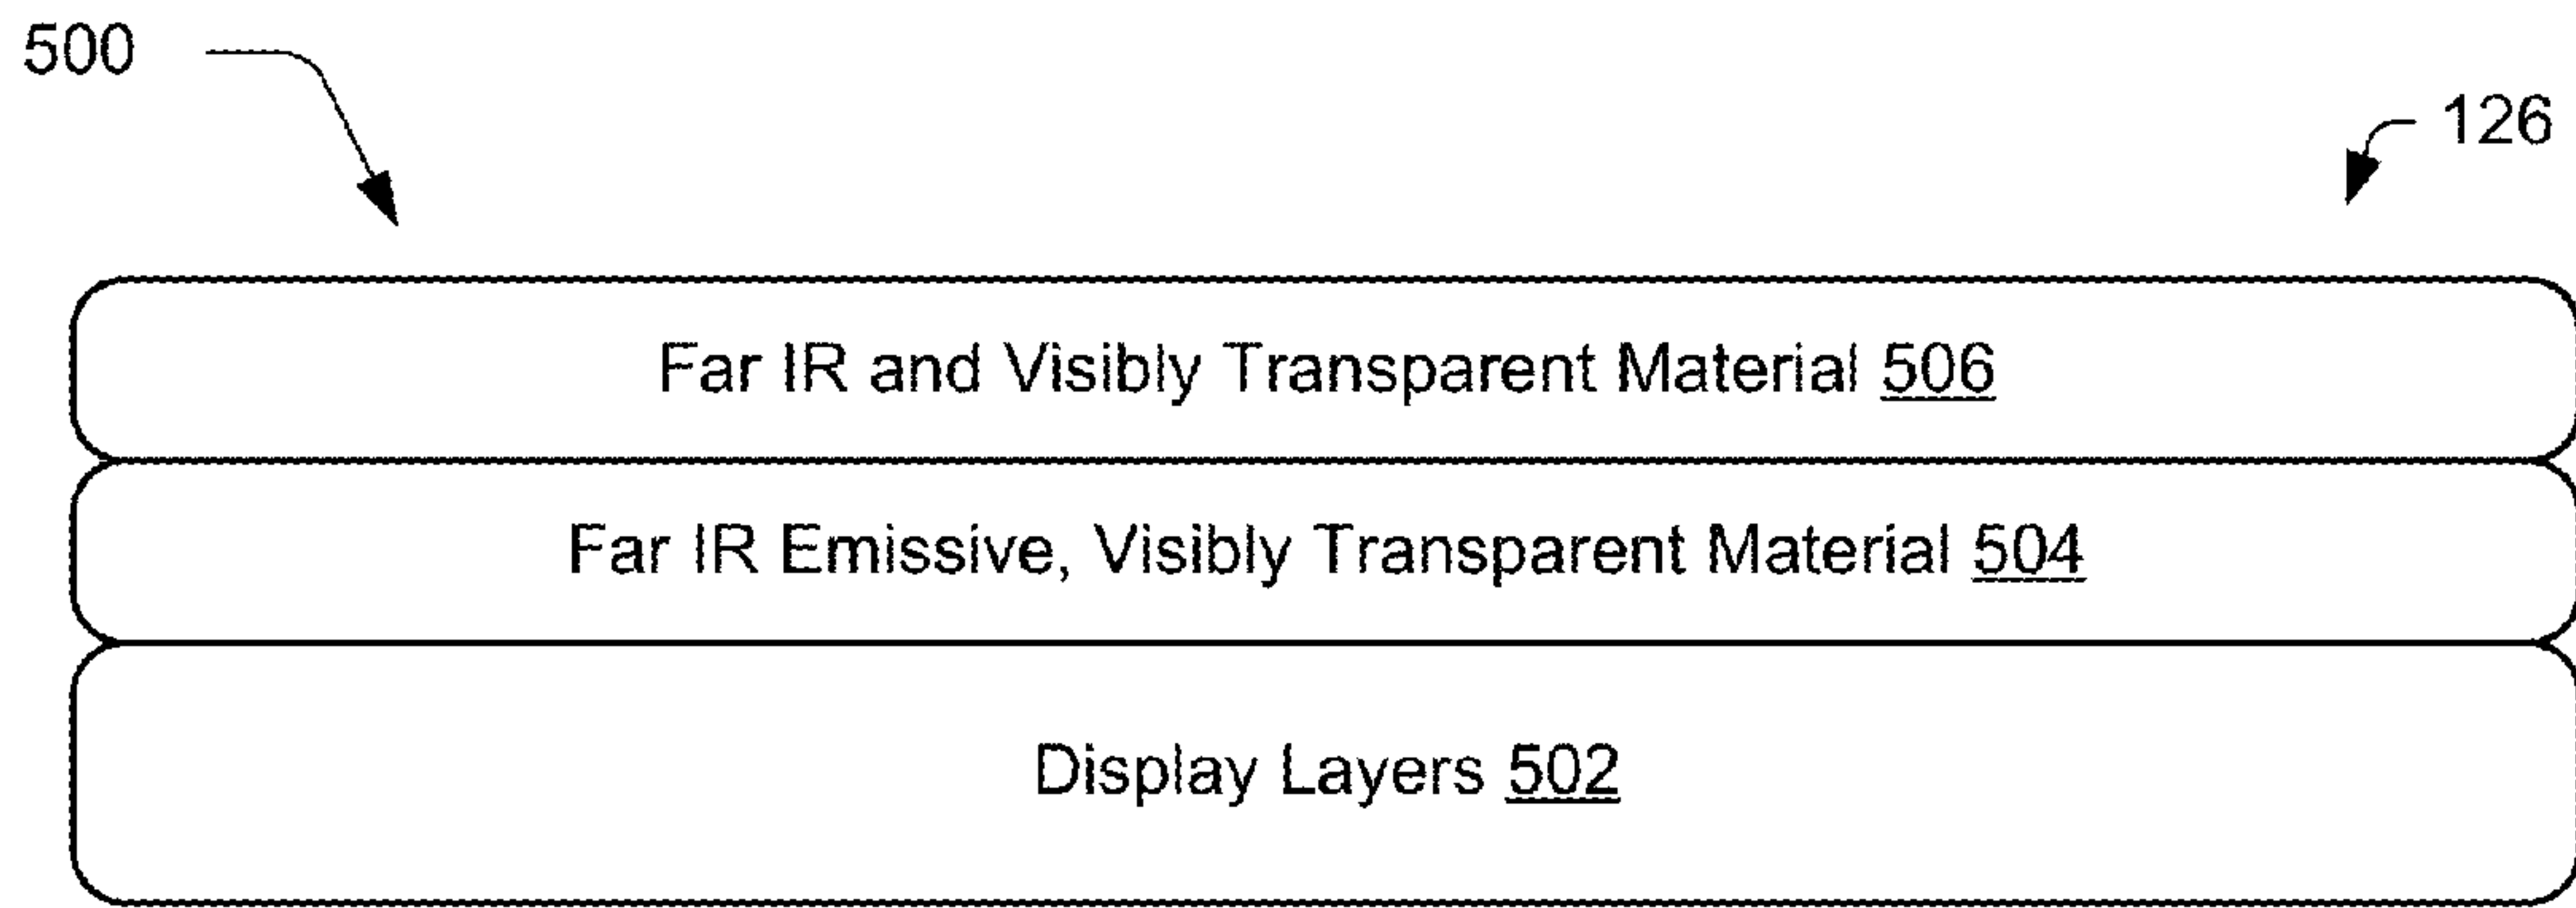 500
126
Far IR and Visibly Transparent Material 506
Far IR Emissive, Visibly Transparent Material 504
Display Layers 502